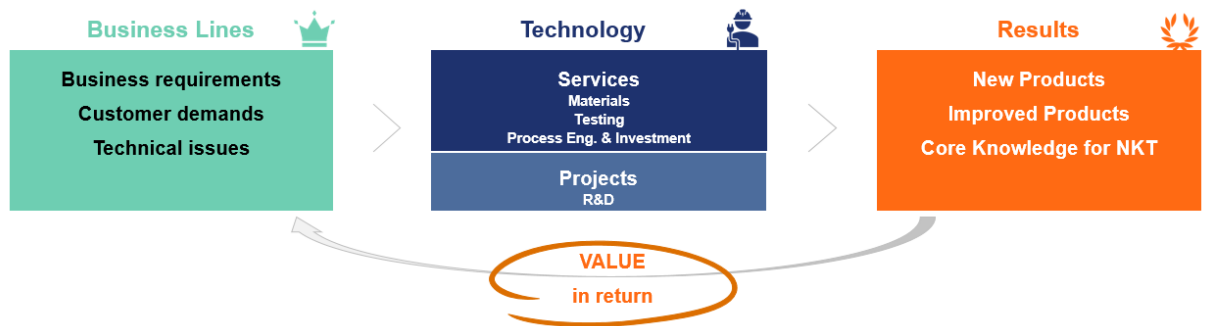 Business Lines
Business requirements
Customer demands
Technical issues
Technology
Services
Materials
Testing
Process Eng. & Investment
Projects
R&D
Results
New Products
Improved Products
Core Knowledge for NKT
VALUE
in return